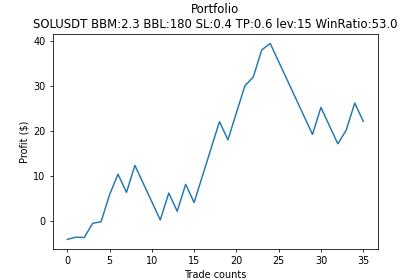 Portfolio
SOLUSDT BBM:2.3 BBL:180 SL:0.4 TP:0.6 lev:15 WinRatio:53.0
40
30
20
10
0
Profit ($)
0 5 10 15 20 25 30 35
Trade counts